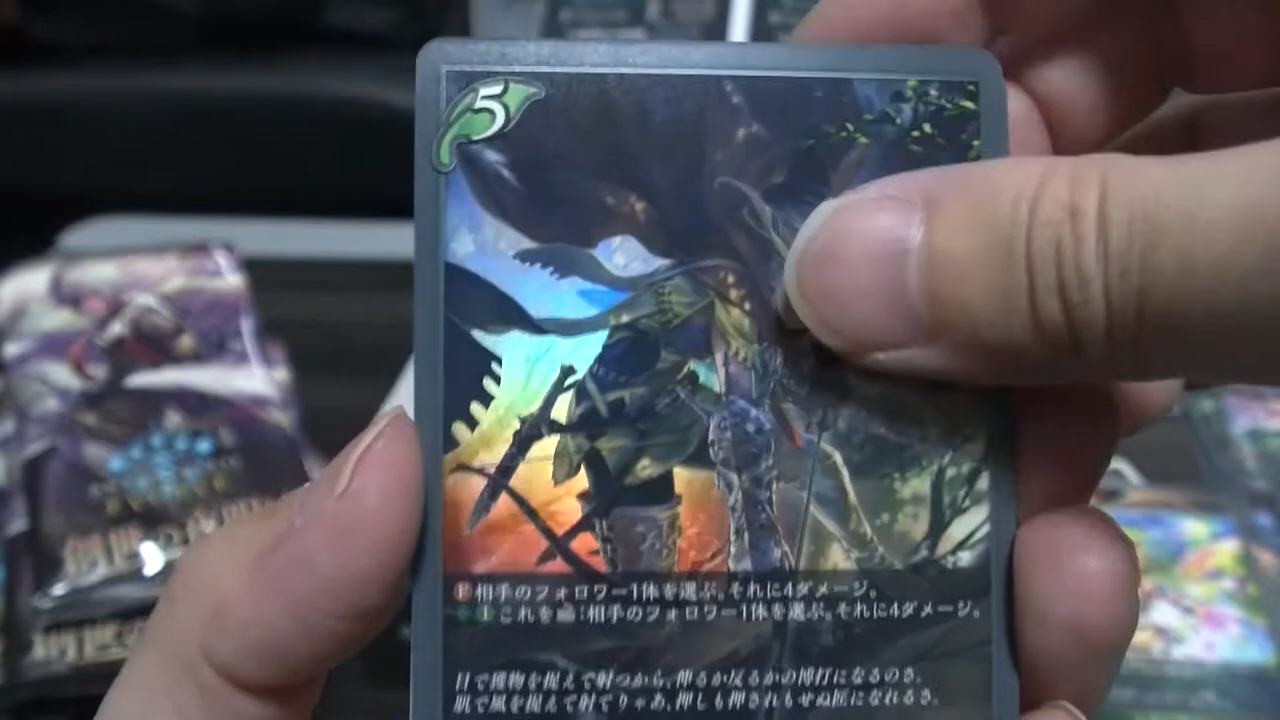 5
相手のフォロワー1体を選ぶ。それに4ダメージ。
1 これを :相手のフォロワー1体を選ぶ。それに4ダメージ。
目で獲物を捉えて射つから、伸るか反るかの博打になるのさ。
肌で風を捉えて射てりゃあ、押しも押されもせぬ匠になれるさ。